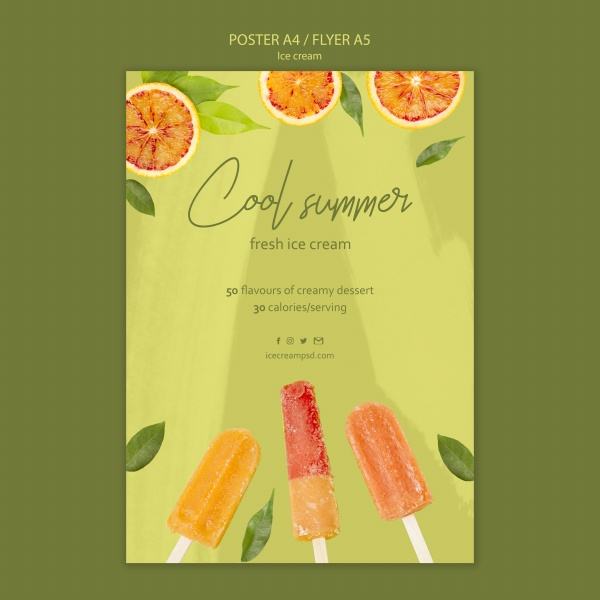 POSTER A4 / FLYER A5
Ice cream
Cool summer
fresh ice cream
50 flavours of creamy dessert
30 calories/serving
icecreampsd.com